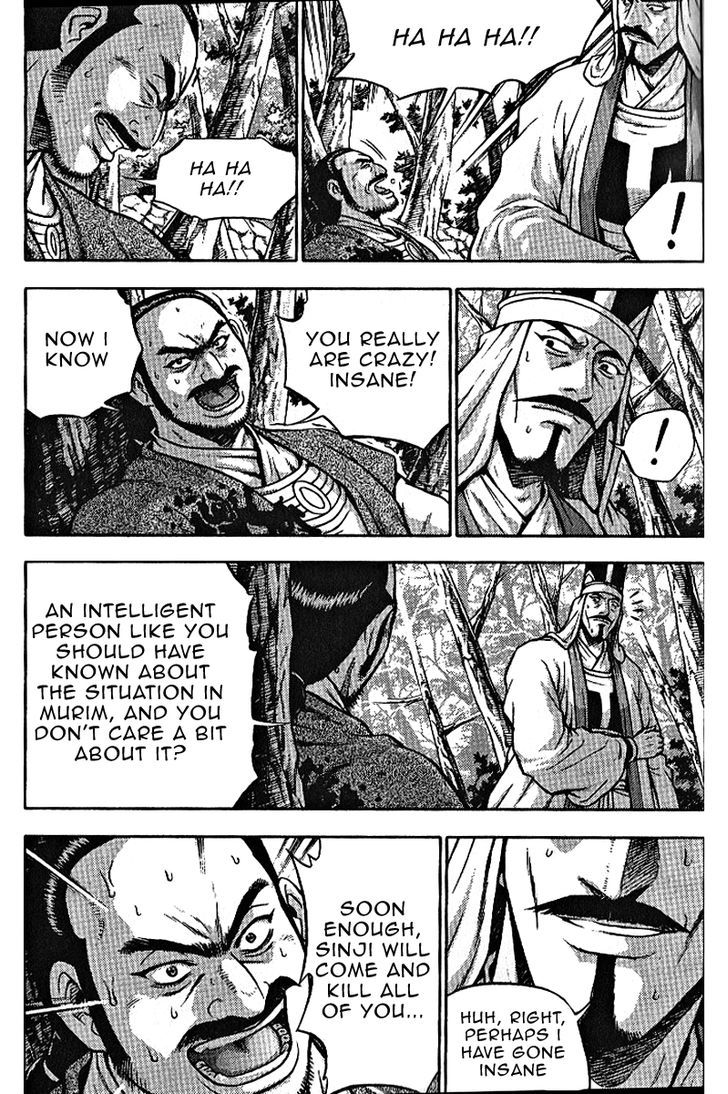 HA HA
HA!!
HA HA HA!!
!
NOW I
KNOW
YOU REALLY
ARE CRAZY!
INSANE!
!
AN INTELLIGENT
PERSON LIKE YOU
SHOULD HAVE
KNOWN ABOUT
THE SITUATION IN
MURIM, AND YOU
DON'T CARE A BIT
ABOUT IT?
SOON
ENOUGH,
SINJI WILL
COME AND
KILL ALL
OF YOU...
HUH, RIGHT,
PERHAPS I
HAVE GONE
INSANE